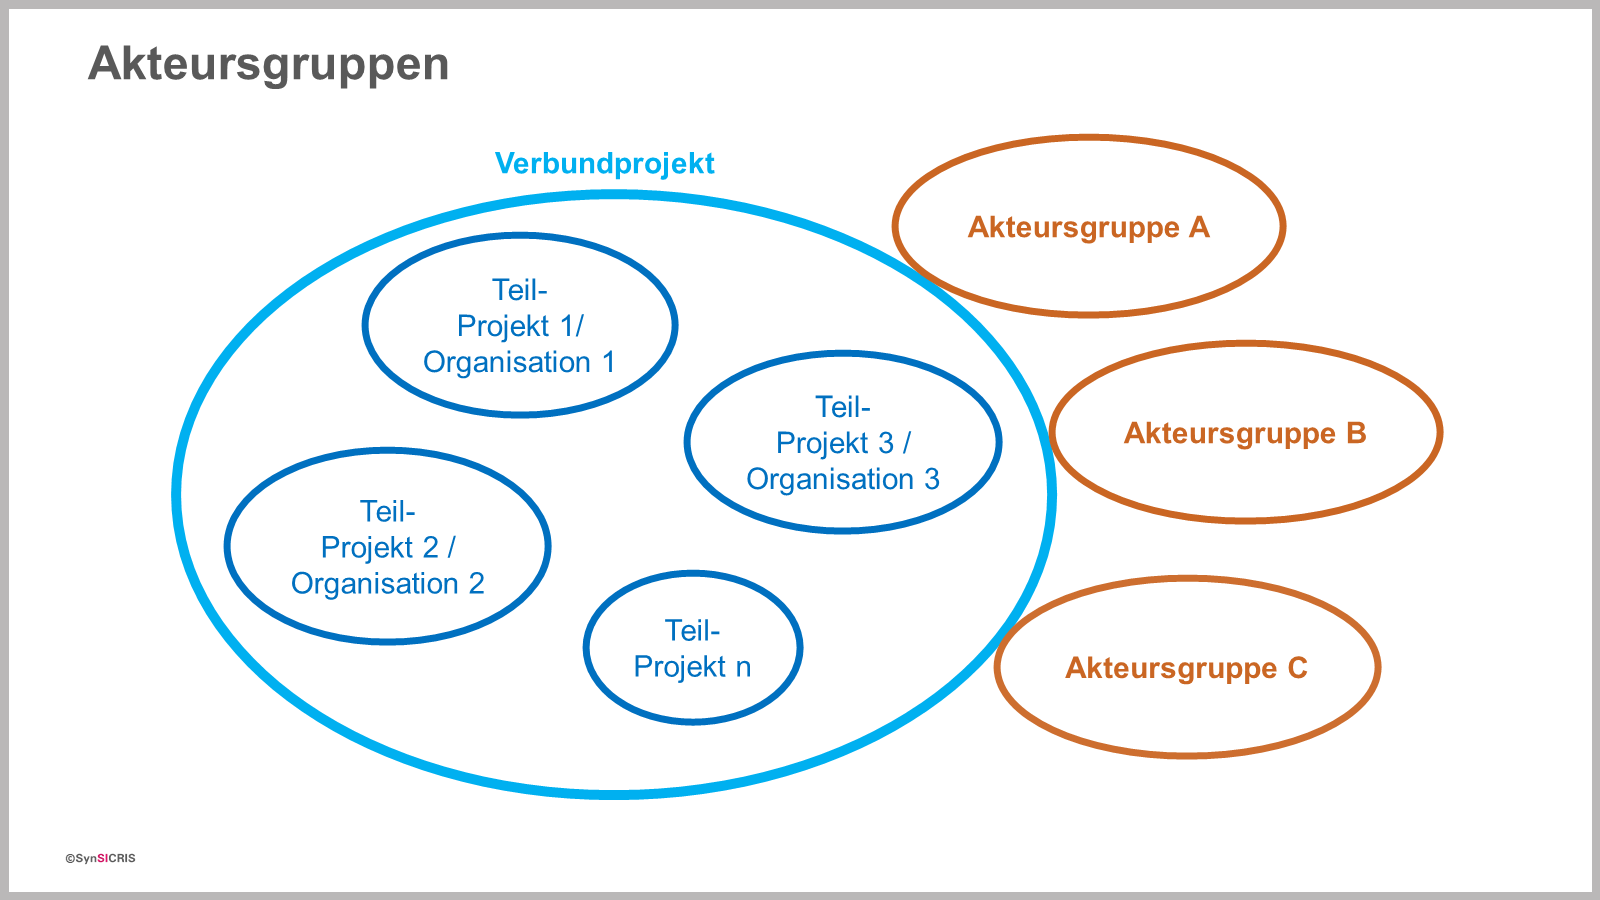 Akteursgruppen
Verbundprojekt
Akteursgruppe A
Teil-
Projekt 1/
Organisation 1
Teil-
Projekt 3 /
Organisation 3
Akteursgruppe B
Teil-
Projekt 2 /
Organisation 2
Teil-
Projekt n
Akteursgruppe C
©SynSICRIS